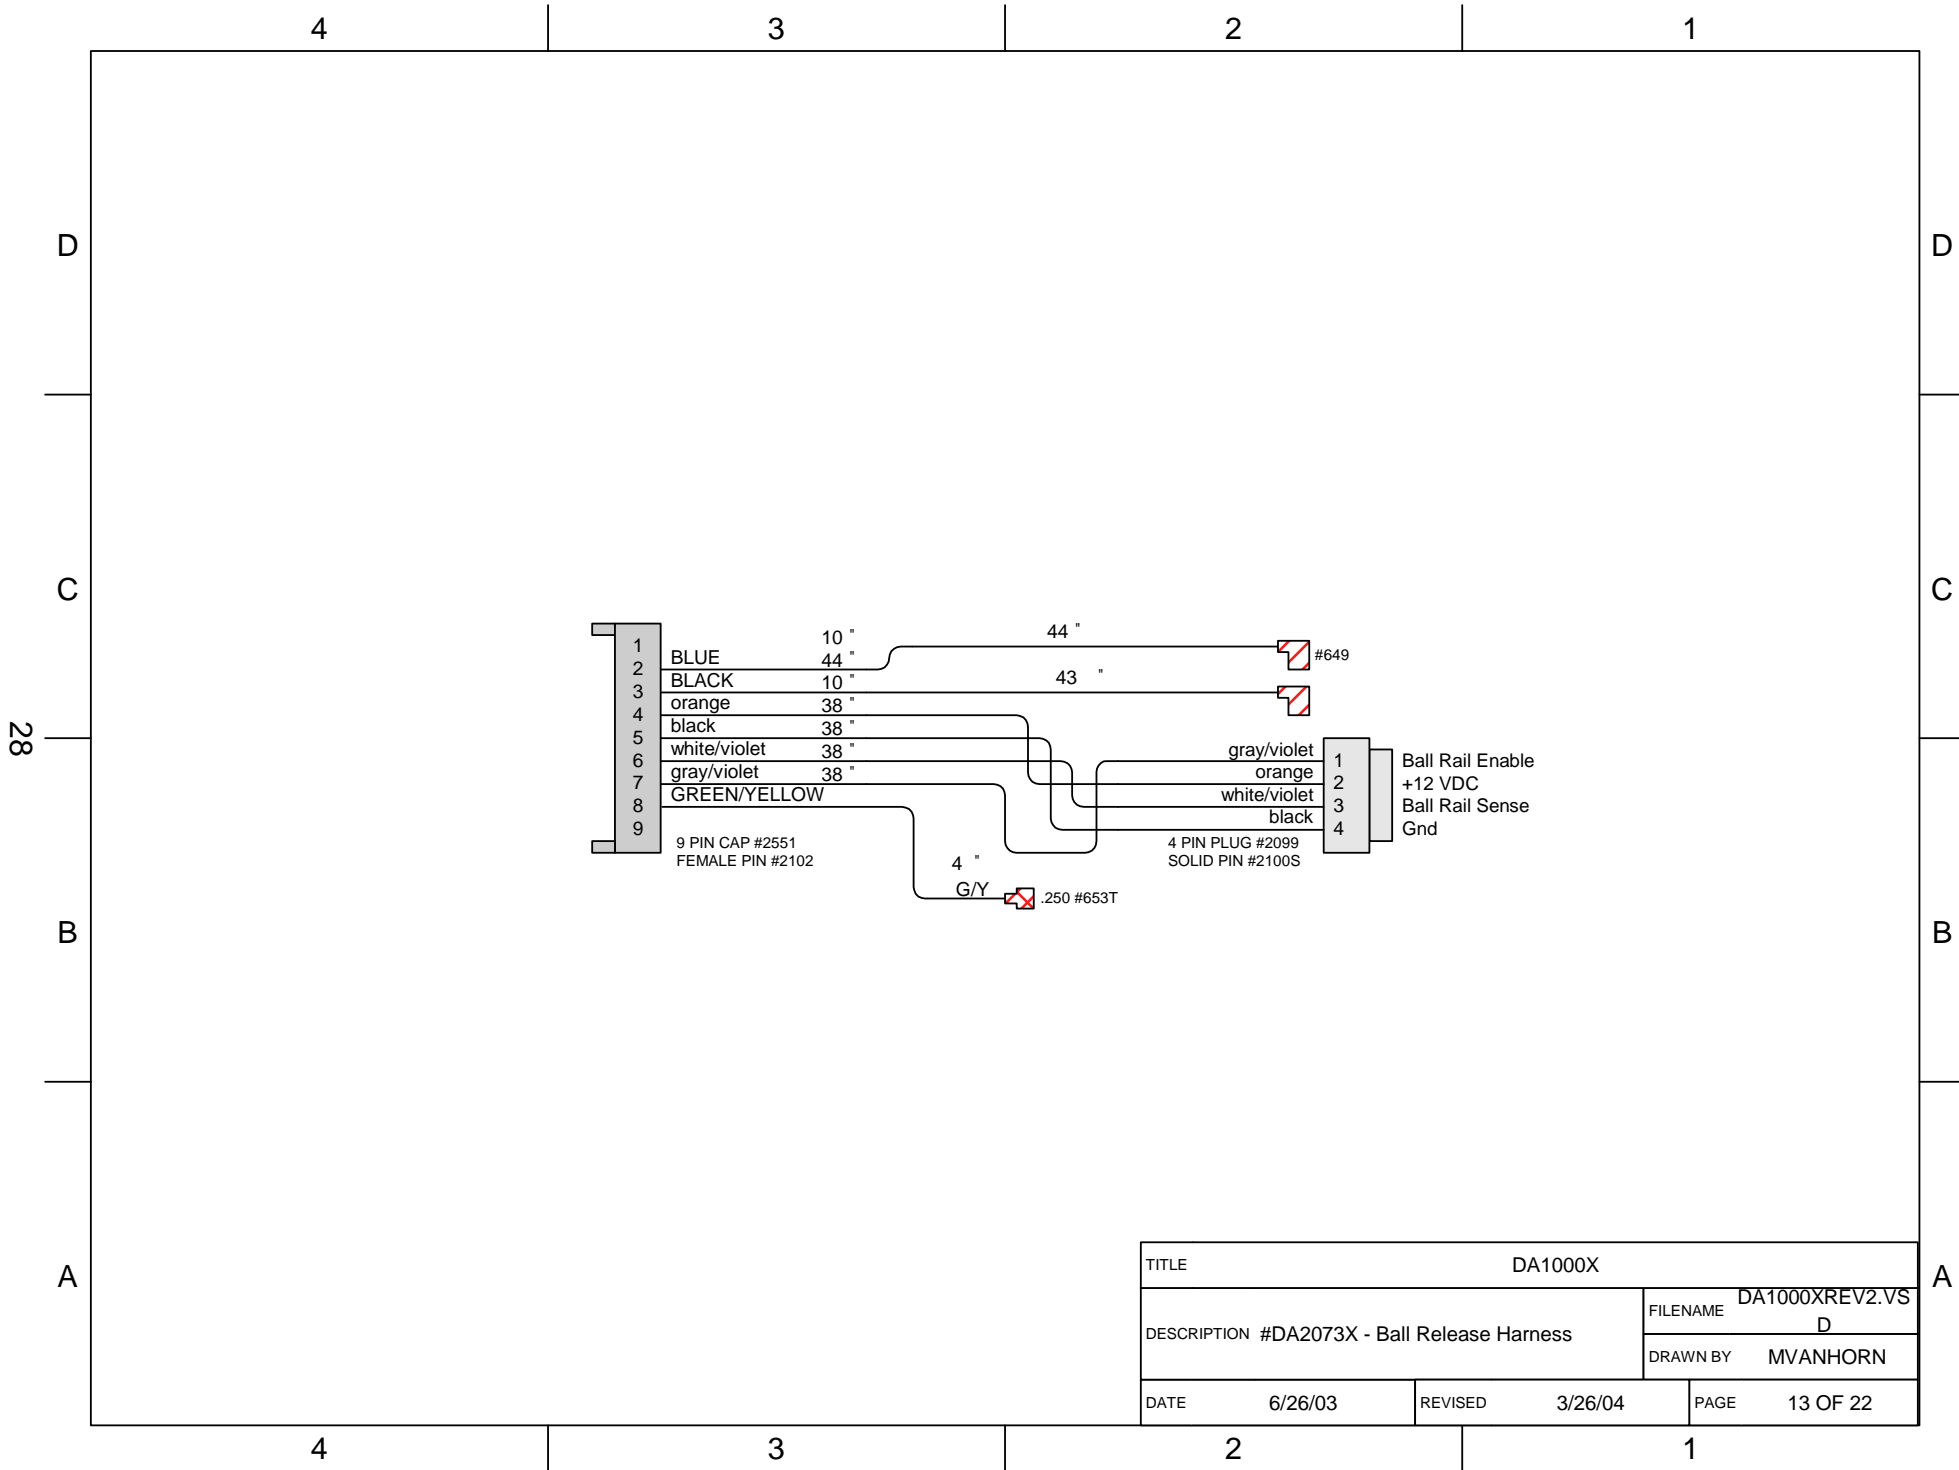 4 3 2 1
D D
C C
28
B B
A A
1
2
3
4
5
6
7
8
9
10 "
BLUE 44 "
BLACK 10 "
orange 38 "
black 38 "
white/violet 38 "
gray/violet 38 "
GREEN/YELLOW
9 PIN CAP #2551
FEMALE PIN #2102
44 "
#649
43 "
4 "
G/Y
.250 #653T
gray/violet 1 Ball Rail Enable
orange 2 +12 VDC
white/violet 3 Ball Rail Sense
black 4 Gnd
4 PIN PLUG #2099
SOLID PIN #2100S
TITLE DA1000X
DESCRIPTION #DA2073X - Ball Release Harness
FILENAME DA1000XREV2.VS
D
DRAWN BY MVANHORN
DATE 6/26/03 REVISED 3/26/04 PAGE 13 OF 22
4 3 2 1